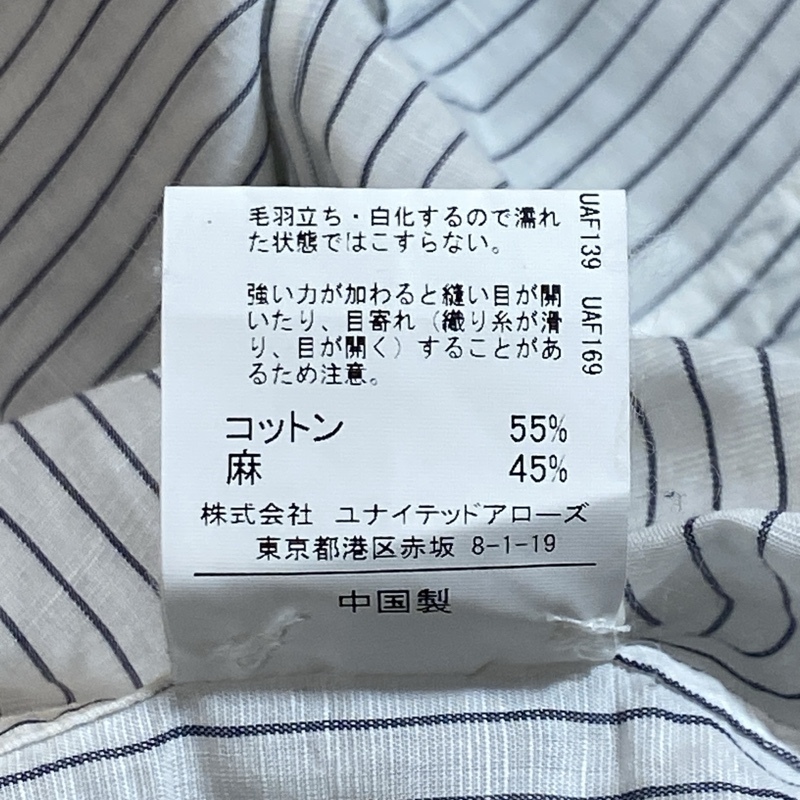 毛羽立ち・白化するので濡れ
た状態ではこすらない。
強い力が加わると縫い目が開
いたり、目寄れ（織り糸が滑
り、目が開く）することがあ
るため注意。
コットン 55%
麻 45%
株式会社 ユナイテッドアローズ
東京都港区赤坂 8-1-19
中国製
UAF139 UAF169